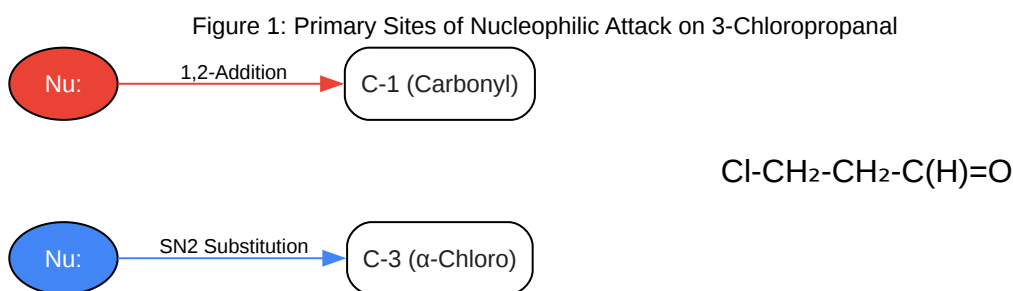 Figure 1: Primary Sites of Nucleophilic Attack on 3-Chloropropanal
Nu:
1,2-Addition
C-1 (Carbonyl)
Cl-CH₂-CH₂-C(H)=O
Nu:
SN2 Substitution
C-3 (α-Chloro)